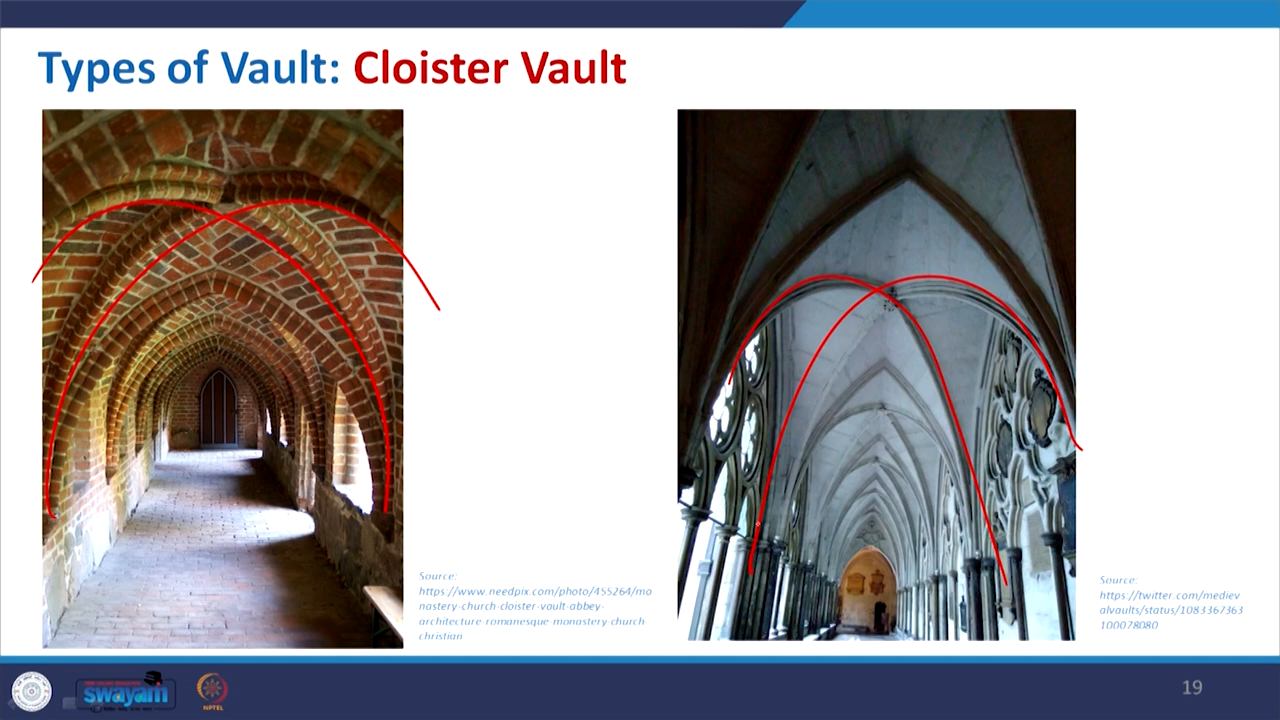 Types of Vault: Cloister Vault
Source:
https://www.needpix.com/photo/455264/mo
nastery-church-cloister-vault-abbey-
architecture-romanesque-monastery-church-
christian
Source:
https://twitter.com/mediev
alvaults/status/1083367363
100078080
swayam
NPTEL
19